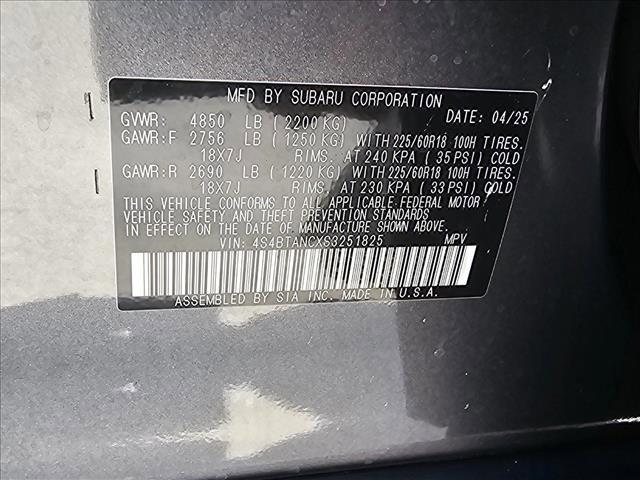 MFD BY SUBARU CORPORATION
DATE: 04/25
GVWR: 4850 LB ( 2200 KG)
GAWR:F 2756 LB ( 1250 KG) WITH 225/60R18 100H TIRES.
18X7J RIMS. AT 240 KPA ( 35 PSI) COLD
GAWR:R 2690 LB ( 1220 KG) WITH 225/60R18 100H TIRES.
18X7J RIMS. AT 230 KPA ( 33 PSI) COLD
THIS VEHICLE CONFORMS TO ALL APPLICABLE FEDERAL MOTOR
VEHICLE SAFETY AND THEFT PREVENTION STANDARDS
IN EFFECT ON THE DATE OF MANUFACTURE SHOWN ABOVE.
VIN: 4S4BTANCXS3251825 MPV
ASSEMBLED BY SIA INC. MADE IN U.S.A.